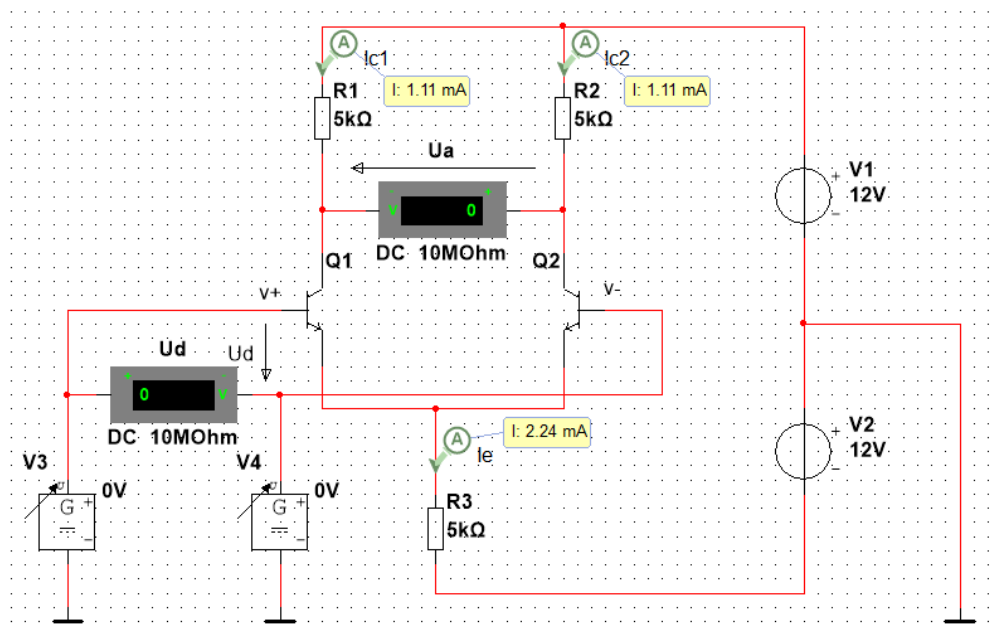 A
Ic1
I: 1.11 mA
A
Ic2
I: 1.11 mA
R1
5kΩ
R2
5kΩ
Ua
- +
V 0
DC 10MOhm
V1
12V
+
-
Q1
Q2
V+
V-
Ud
Ud
+ -
0 V
DC 10MOhm
A
I: 2.24 mA
Ie
V2
12V
+
-
V3
0V
G +
-
V4
0V
G +
-
R3
5kΩ